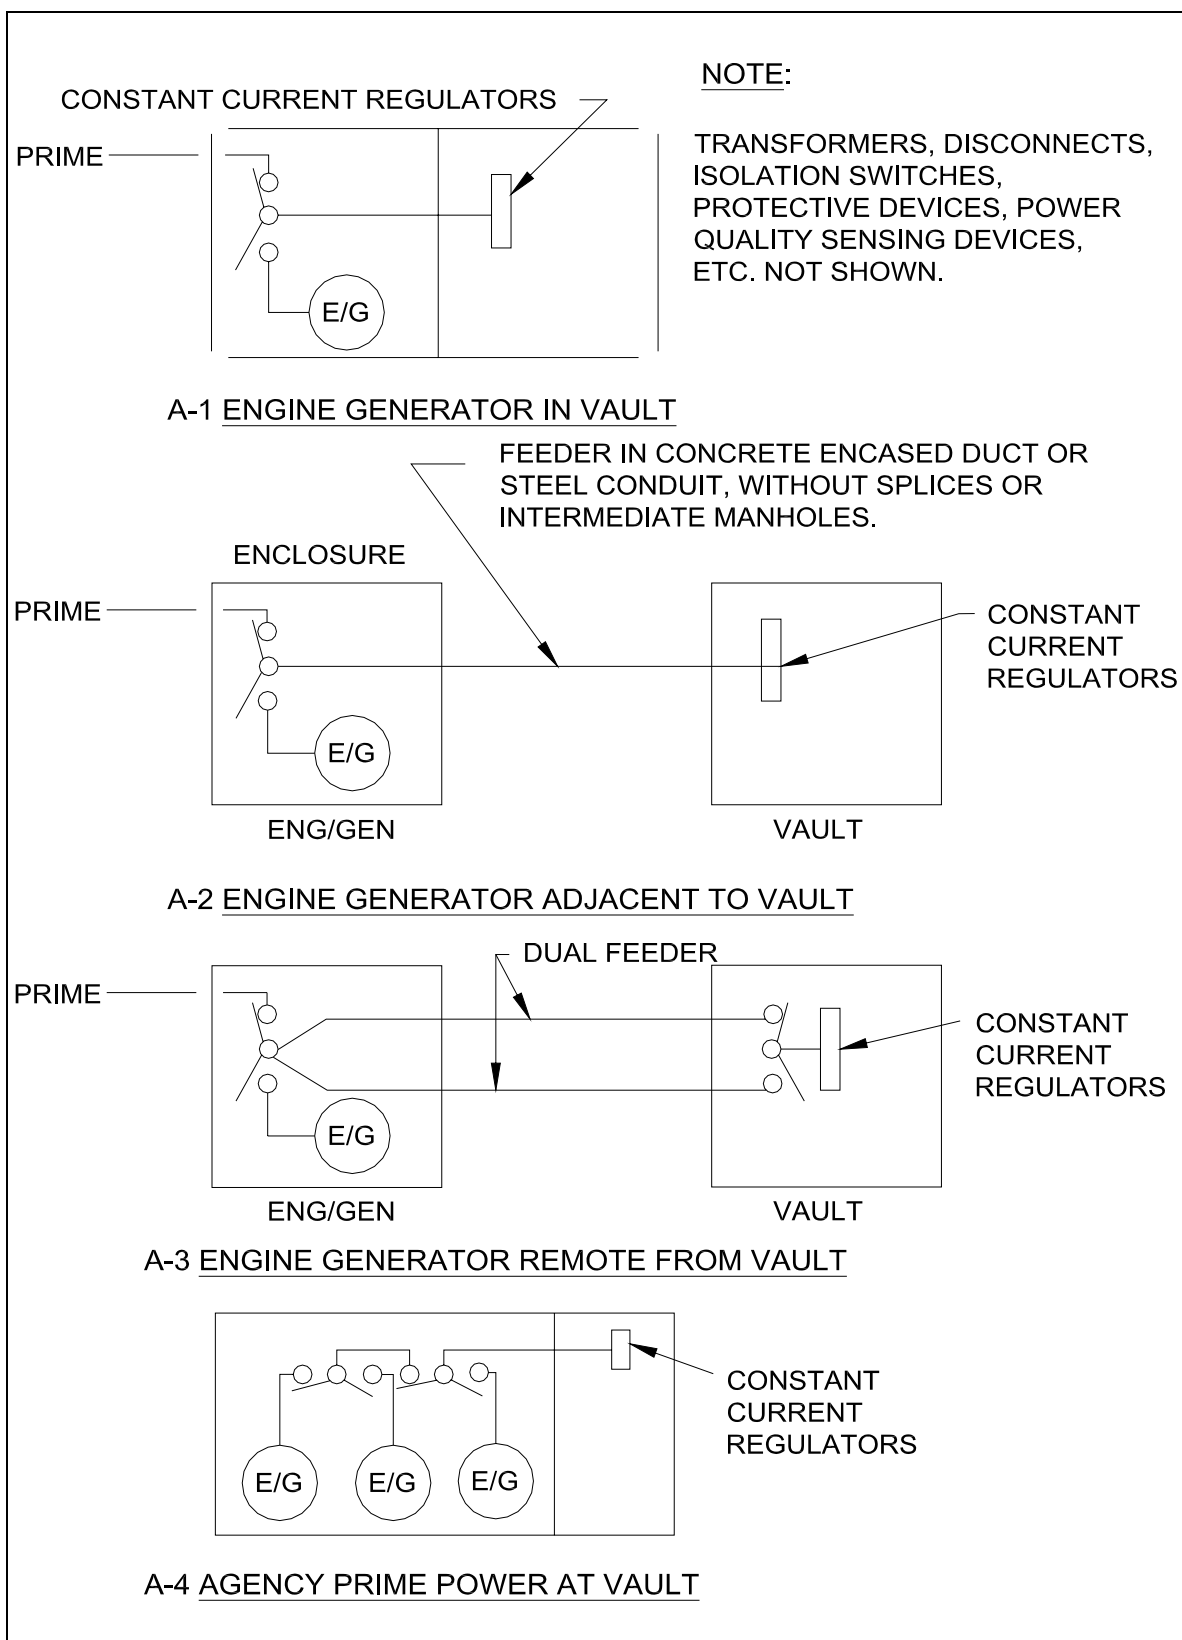 NOTE:
CONSTANT CURRENT REGULATORS
TRANSFORMERS, DISCONNECTS,
ISOLATION SWITCHES,
PROTECTIVE DEVICES, POWER
QUALITY SENSING DEVICES,
ETC. NOT SHOWN.
PRIME
E/G
A-1 ENGINE GENERATOR IN VAULT
FEEDER IN CONCRETE ENCASED DUCT OR
STEEL CONDUIT, WITHOUT SPLICES OR
INTERMEDIATE MANHOLES.
ENCLOSURE
PRIME
CONSTANT
CURRENT
REGULATORS
E/G
ENG/GEN
VAULT
A-2 ENGINE GENERATOR ADJACENT TO VAULT
DUAL FEEDER
PRIME
CONSTANT
CURRENT
REGULATORS
E/G
ENG/GEN
VAULT
A-3 ENGINE GENERATOR REMOTE FROM VAULT
CONSTANT
CURRENT
REGULATORS
E/G
E/G
E/G
A-4 AGENCY PRIME POWER AT VAULT